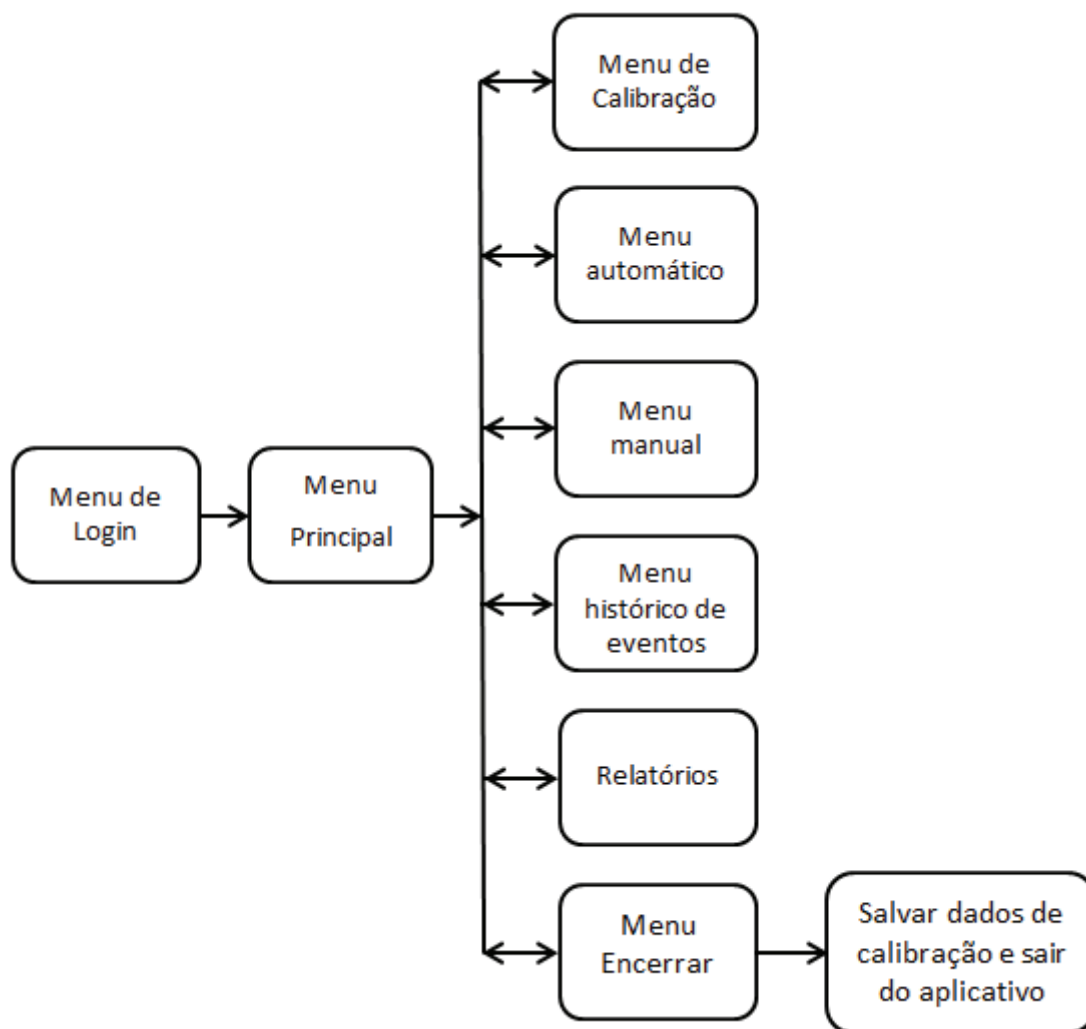 Menu de
Calibração
Menu
automático
Menu
manual
Menu de
Login
Menu
Principal
Menu
histórico de
eventos
Relatórios
Menu
Encerrar
Salvar dados de
calibração e sair
do aplicativo